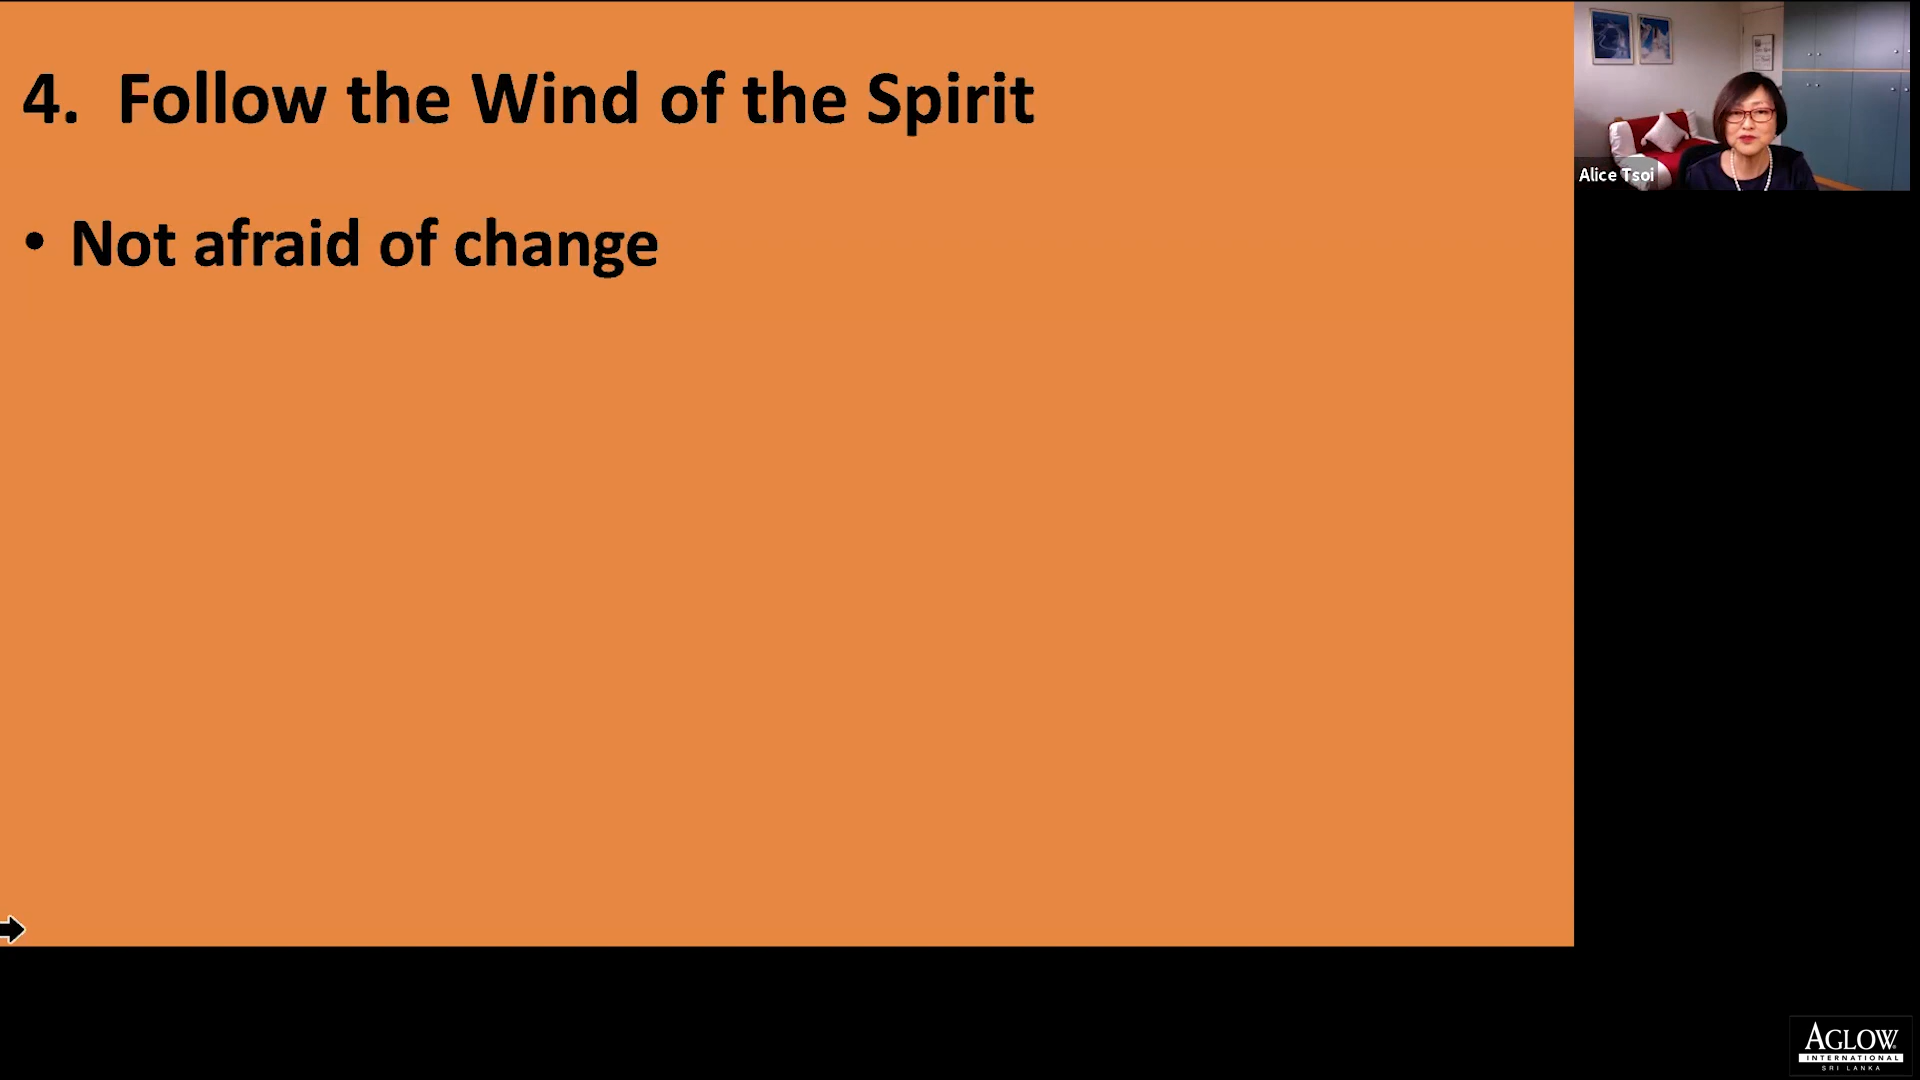 4. Follow the Wind of the Spirit
• Not afraid of change
Alice Tsoi
AGLOW
INTERNATIONAL
SRI LANKA